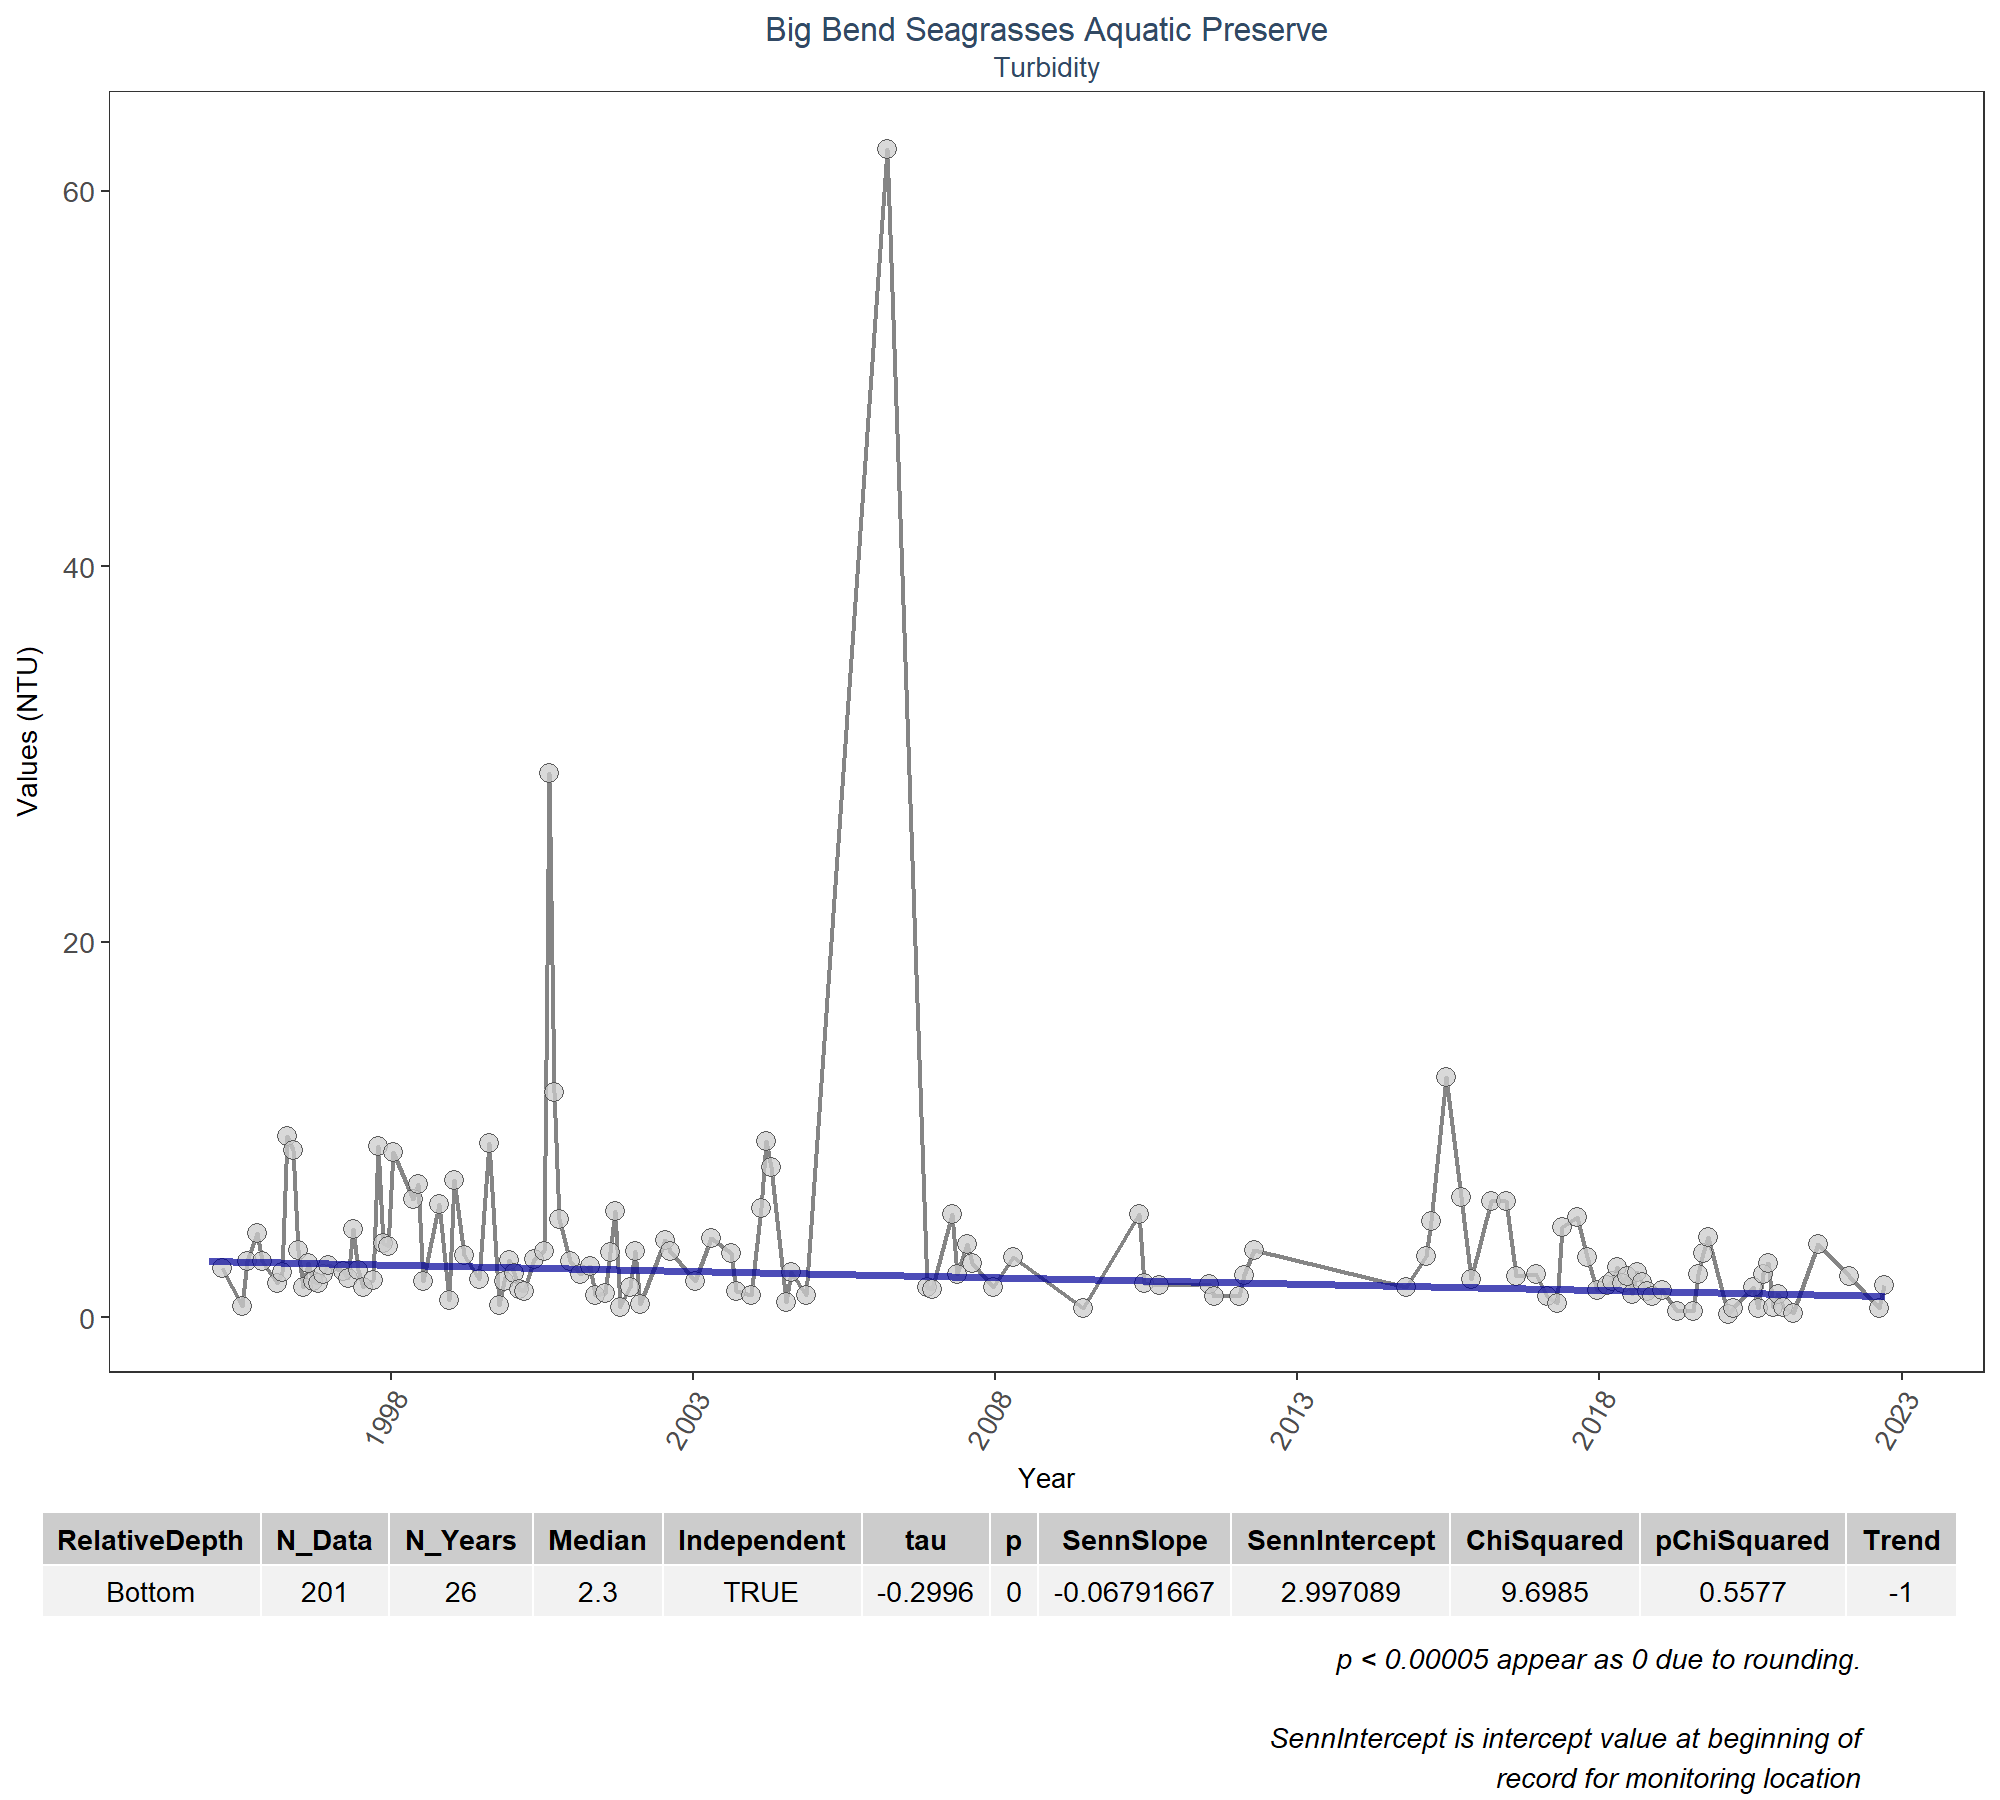 Big Bend Seagrasses Aquatic Preserve
Turbidity
60
40
20
0
Values (NTU)
1998
2003
2008
2013
2018
2023
Year
RelativeDepth N_Data N_Years Median Independent tau p SennSlope SennIntercept ChiSquared pChiSquared Trend
Bottom 201 26 2.3 TRUE -0.2996 0 -0.06791667 2.997089 9.6985 0.5577 -1
p < 0.00005 appear as 0 due to rounding.
SennIntercept is intercept value at beginning of
record for monitoring location